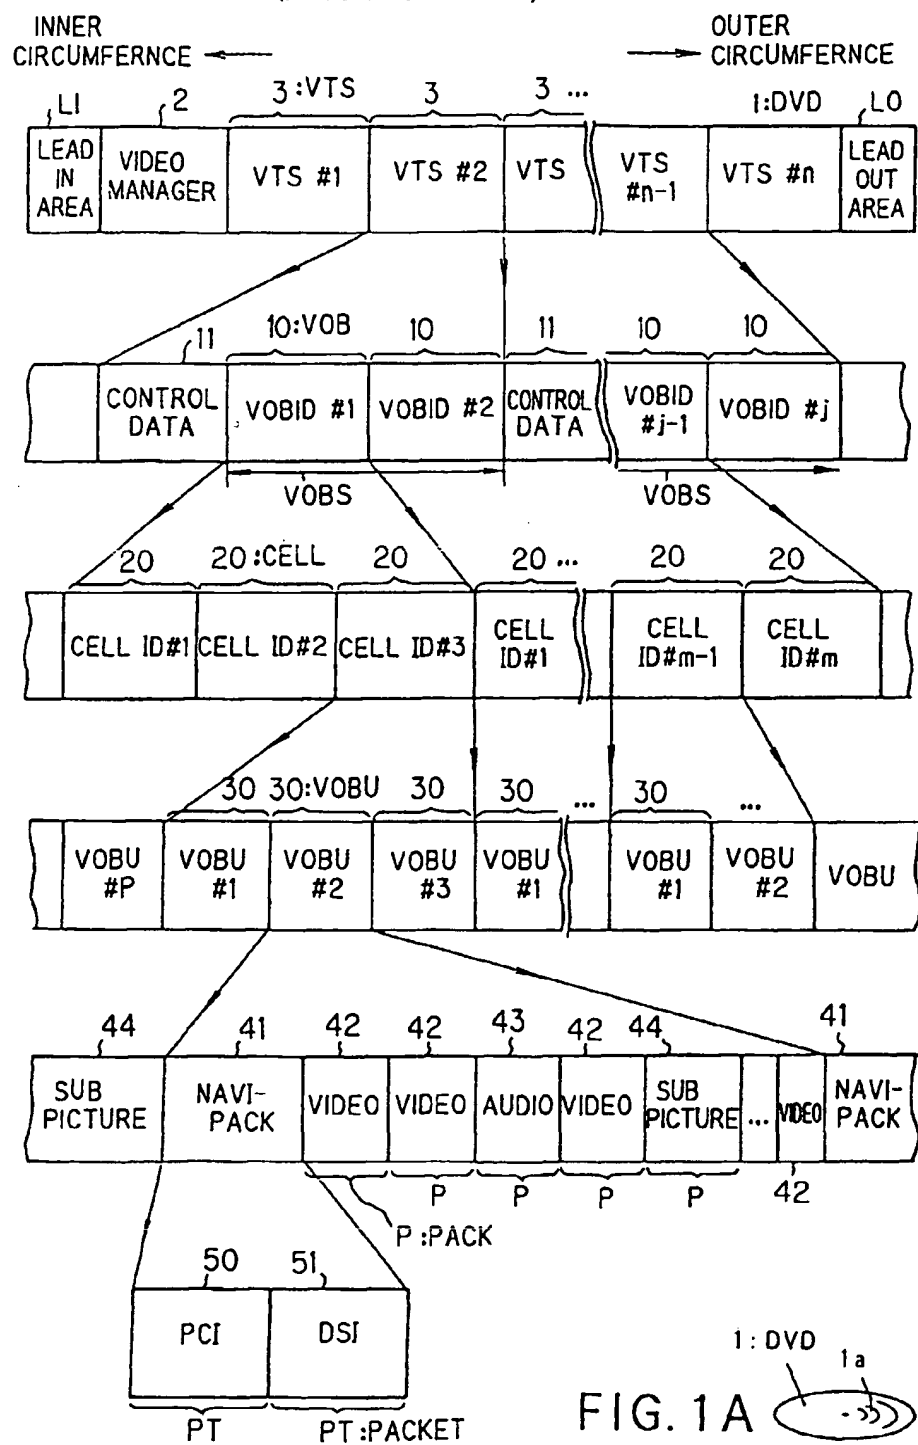 INNER
CIRCUMFERNCE
OUTER
CIRCUMFERNCE
LI 2 3:VTS 3 3 ... 1:DVD LO
LEAD IN AREA
VIDEO MANAGER
VTS #1
VTS #2
VTS
VTS #n-1
VTS #n
LEAD OUT AREA
11 10:VOB 10 11 10 10
CONTROL DATA
VOBID #1
VOBID #2
CONTROL DATA
VOBID #j-1
VOBID #j
VOBS VOBS
20 20:CELL 20 20 ... 20 20
CELL ID#1
CELL ID#2
CELL ID#3
CELL ID#1
CELL ID#m-1
CELL ID#m
30 30:VOBU 30 30 ... 30 ...
VOBU #P
VOBU #1
VOBU #2
VOBU #3
VOBU #1
VOBU #1
VOBU #2
VOBU
44 41 42 42 43 42 44 41
SUB PICTURE
NAVI-PACK
VIDEO
VIDEO
AUDIO
VIDEO
SUB PICTURE
...
VIDEO
NAVI-PACK
P P P P 42
P:PACK
50 51
PCI DSI
PT PT:PACKET
1:DVD 1a
FIG. 1A